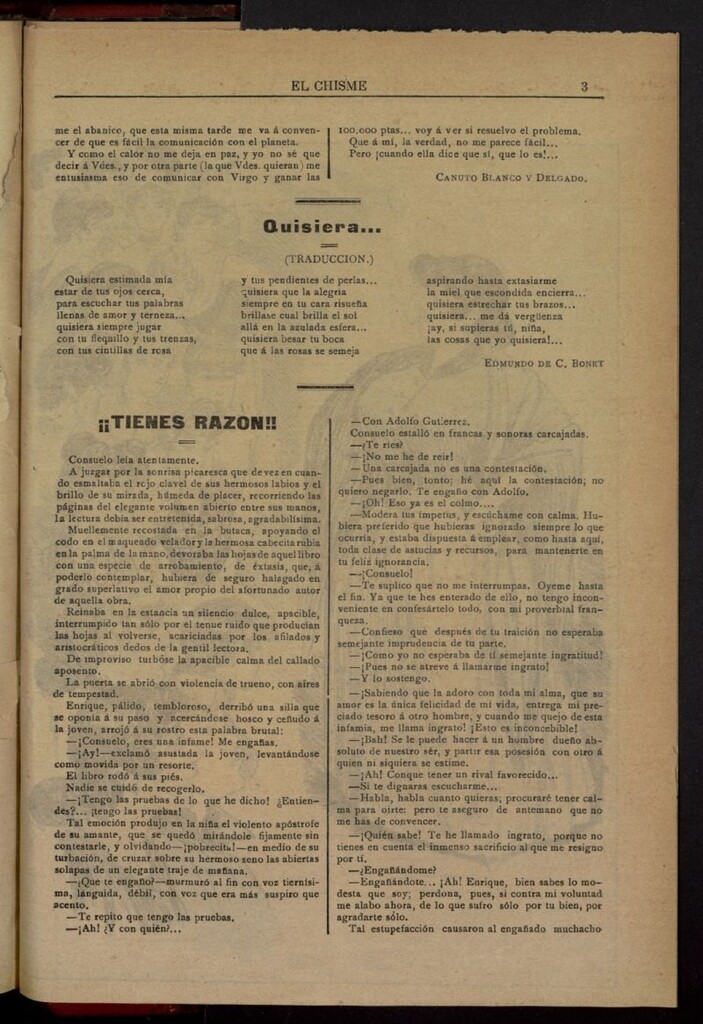 EL CHISME
3
me el abanico, que esta misma tarde me va á conven-
cer de que es fácil la comunicación con el planeta.
Y como el calor no me deja en paz, y yo no sé que
decir á Vdes., y por otra parte (la que Vdes. quieran) me
entusiasma eso de comunicar con Virgo y ganar las
100.000 ptas... voy á ver si resuelvo el problema.
Que á mí, la verdad, no me parece fácil...
Pero ¡cuando ella dice que sí, que lo es!...
CANUTO BLANCO Y DELGADO.
Quisiera...
(TRADUCCION.)
Quisiera estimada mía
estar de tus ojos cerca,
para escuchar tus palabras
llenas de amor y terneza...
quisiera siempre jugar
con tu flequillo y tus trenzas,
con tus cintillas de rosa
y tus pendientes de perlas...
quisiera que la alegria
siempre en tu cara risueña
brillase cual brilla el sol
allá en la azulada esfera...
quisiera besar tu boca
que á las rosas se semeja
aspirando hasta extasiarme
la miel que escondida encierra...
quisiera estrechar tus brazos...
quisiera... me dá vergüenza
¡ay, si supieras tú, niña,
las cosas que yo quisiera!...
EDMUNDO DE C. BONET
¡¡TIENES RAZON!!
Consuelo leía atentamente.
A juzgar por la sonrisa picaresca que de vez en cuan-
do esmaltaba el rojo clavel de sus hermosos labios y el
brillo de su mirada, húmeda de placer, recorriendo las
páginas del elegante volumen abierto entre sus manos,
la lectura debía ser entretenida, sabrosa, agradabilísima.
Muellemente recostada en la butaca, apoyando el
codo en el maqueado velador y la hermosa cabecita rubia
en la palma de la mano, devoraba las hojas de aquel libro
con una especie de arrobamiento, de éxtasis, que, á
poderlo contemplar, hubiera de seguro halagado en
grado superlativo el amor propio del afortunado autor
de aquella obra.
Reinaba en la estancia un silencio dulce, apacible,
interrumpido tan sólo por el tenue ruido que producían
las hojas al volverse, acariciadas por los afilados y
aristocráticos dedos de la gentil lectora.
De improviso turbóse la apacible calma del callado
aposento.
La puerta se abrió con violencia de trueno, con aires
de tempestad.
Enrique, pálido, tembloroso, derribó una silla que
se oponía á su paso y acercándose hosco y ceñudo á
la joven, arrojó á su rostro esta palabra brutal:
—¡Consuelo, eres una infame! Me engañas.
—¡Ay!—exclamó asustada la joven, levantándose
como movida por un resorte.
El libro rodó á sus piés.
Nadie se cuidó de recogerlo.
—¡Tengo las pruebas de lo que he dicho! ¿Entien-
des?... ¡tengo las pruebas!
Tal emoción produjo en la niña el violento apóstrofe
de su amante, que se quedó mirándole fijamente sin
contestarle, y olvidando—¡pobrecita!—en medio de su
turbación, de cruzar sobre su hermoso seno las abiertas
solapas de un elegante traje de mañana.
—¿Que te engaño?—murmuró al fin con voz tiernísi-
ma, lánguida, débil, con voz que era más suspiro que
acento.
—Te repito que tengo las pruebas.
—¡Ah! ¿Y con quién?...
—Con Adolfo Gutierrez.
Consuelo estalló en francas y sonoras carcajadas.
—¿Te ries?
—¡No me he de reir!
—Una carcajada no es una contestación.
—Pues bien, tonto; hé aquí la contestación; no
quiero negarlo. Te engaño con Adolfo.
—¡Oh! Eso ya es el colmo....
—Modera tus ímpetus, y escúchame con calma. Hu-
biera preferido que hubieras ignorado siempre lo que
ocurría, y estaba dispuesta á emplear, como hasta aquí,
toda clase de astucias y recursos, para mantenerte en
tu feliz ignorancia.
—¡Consuelo!
—Te suplico que no me interrumpas. Oyeme hasta
el fin. Ya que te hes enterado de ello, no tengo incon-
veniente en confesártelo todo, con mi proverbial fran-
queza.
—Confieso que después de tu traición no esperaba
semejante imprudencia de tu parte.
—¡Como yo no esperaba de tí semejante ingratitud!
—¡Pues no se atreve á llamarme ingrato!
—Y lo sostengo.
—¡Sabiendo que la adoro con toda mi alma, que su
amor es la única felicidad de mi vida, entrega mi pre-
ciado tesoro á otro hombre, y cuando me quejo de esta
infamia, me llama ingrato! ¡Esto es inconcebible!
—¡Bah! Se le puede hacer á un hombre dueño ab-
soluto de nuestro sér, y partir esa posesión con otro á
quien ni siquiera se estime.
—¡Ah! Conque tener un rival favorecido...
—Si te dignaras escucharme...
—Habla, habla cuanto quieras; procuraré tener cal-
ma para oirte: pero te aseguro de antemano que no
me has de convencer.
—¡Quién sabe! Te he llamado ingrato, porque no
tienes en cuenta el inmenso sacrificio al que me resigno
por tí.
—¿Engañándome?
—Engañándote... ¡Ah! Enrique, bien sabes lo mo-
desta que soy; perdona, pues, si contra mi voluntad
me alabo ahora, de lo que sufro sólo por tu bien, por
agradarte sólo.
Tal estupefacción causaron al engañado muchacho